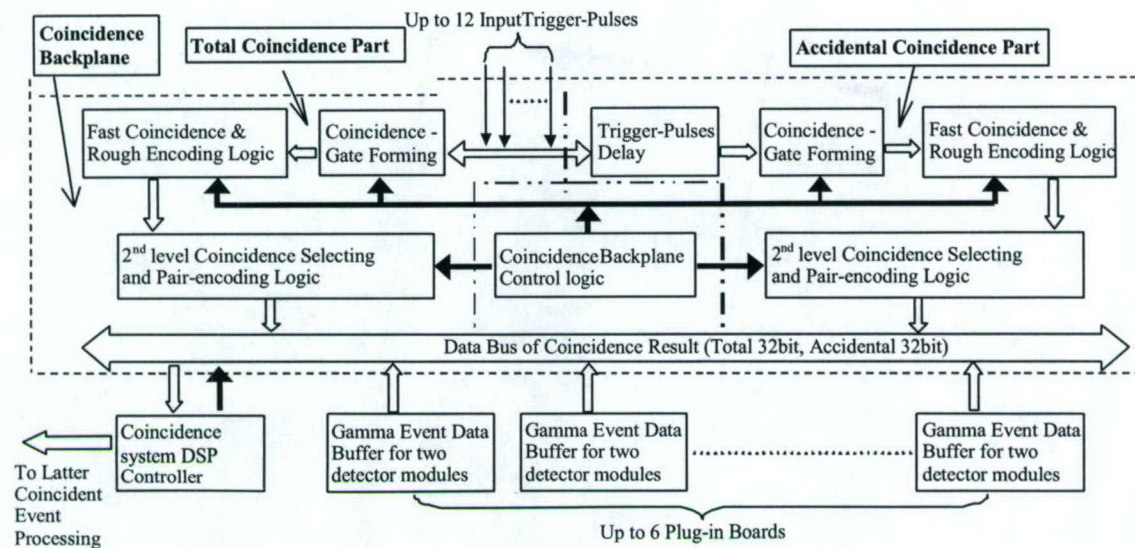 Up to 12 InputTrigger-Pulses
Coincidence
Backplane
Total Coincidence Part
Accidental Coincidence Part
Fast Coincidence &
Rough Encoding Logic
Coincidence -
Gate Forming
Trigger-Pulses
Delay
Coincidence -
Gate Forming
Fast Coincidence &
Rough Encoding Logic
2nd level Coincidence Selecting
and Pair-encoding Logic
CoincidenceBackplane
Control logic
2nd level Coincidence Selecting
and Pair-encoding Logic
Data Bus of Coincidence Result (Total 32bit, Accidental 32bit)
Coincidence
system DSP
Controller
Gamma Event Data
Buffer for two
detector modules
Gamma Event Data
Buffer for two
detector modules
Gamma Event Data
Buffer for two
detector modules
To Latter
Coincident
Event
Processing
Up to 6 Plug-in Boards